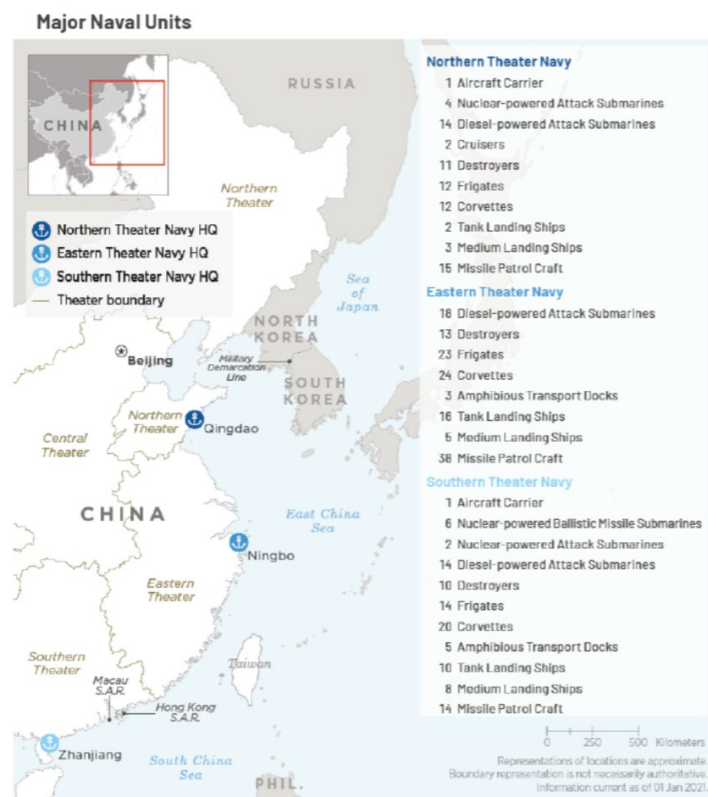 Major Naval Units
CHINA
RUSSIA
Northern
Theater
Northern Theater Navy HQ
Eastern Theater Navy HQ
Southern Theater Navy HQ
Theater boundary
Sea
of
Japan
NORTH
KOREA
Beijing
Military
Demarcation
Line
SOUTH
KOREA
Northern
Theater
Qingdao
Central
Theater
CHINA
East China
Sea
Ningbo
Eastern
Theater
Southern
Theater
Taiwan
Macau
S.A.R.
Hong Kong
S.A.R.
Zhanjiang
South China
Sea
PHIL.
Northern Theater Navy
1 Aircraft Carrier
4 Nuclear-powered Attack Submarines
14 Diesel-powered Attack Submarines
2 Cruisers
11 Destroyers
12 Frigates
12 Corvettes
2 Tank Landing Ships
3 Medium Landing Ships
15 Missile Patrol Craft
Eastern Theater Navy
18 Diesel-powered Attack Submarines
13 Destroyers
23 Frigates
24 Corvettes
3 Amphibious Transport Docks
16 Tank Landing Ships
5 Medium Landing Ships
38 Missile Patrol Craft
Southern Theater Navy
1 Aircraft Carrier
6 Nuclear-powered Ballistic Missile Submarines
2 Nuclear-powered Attack Submarines
14 Diesel-powered Attack Submarines
10 Destroyers
14 Frigates
20 Corvettes
5 Amphibious Transport Docks
10 Tank Landing Ships
8 Medium Landing Ships
14 Missile Patrol Craft
0 250 500 Kilometers
Representations of locations are approximate.
Boundary representation is not necessarily authoritative.
Information current as of 01 Jan 2021.